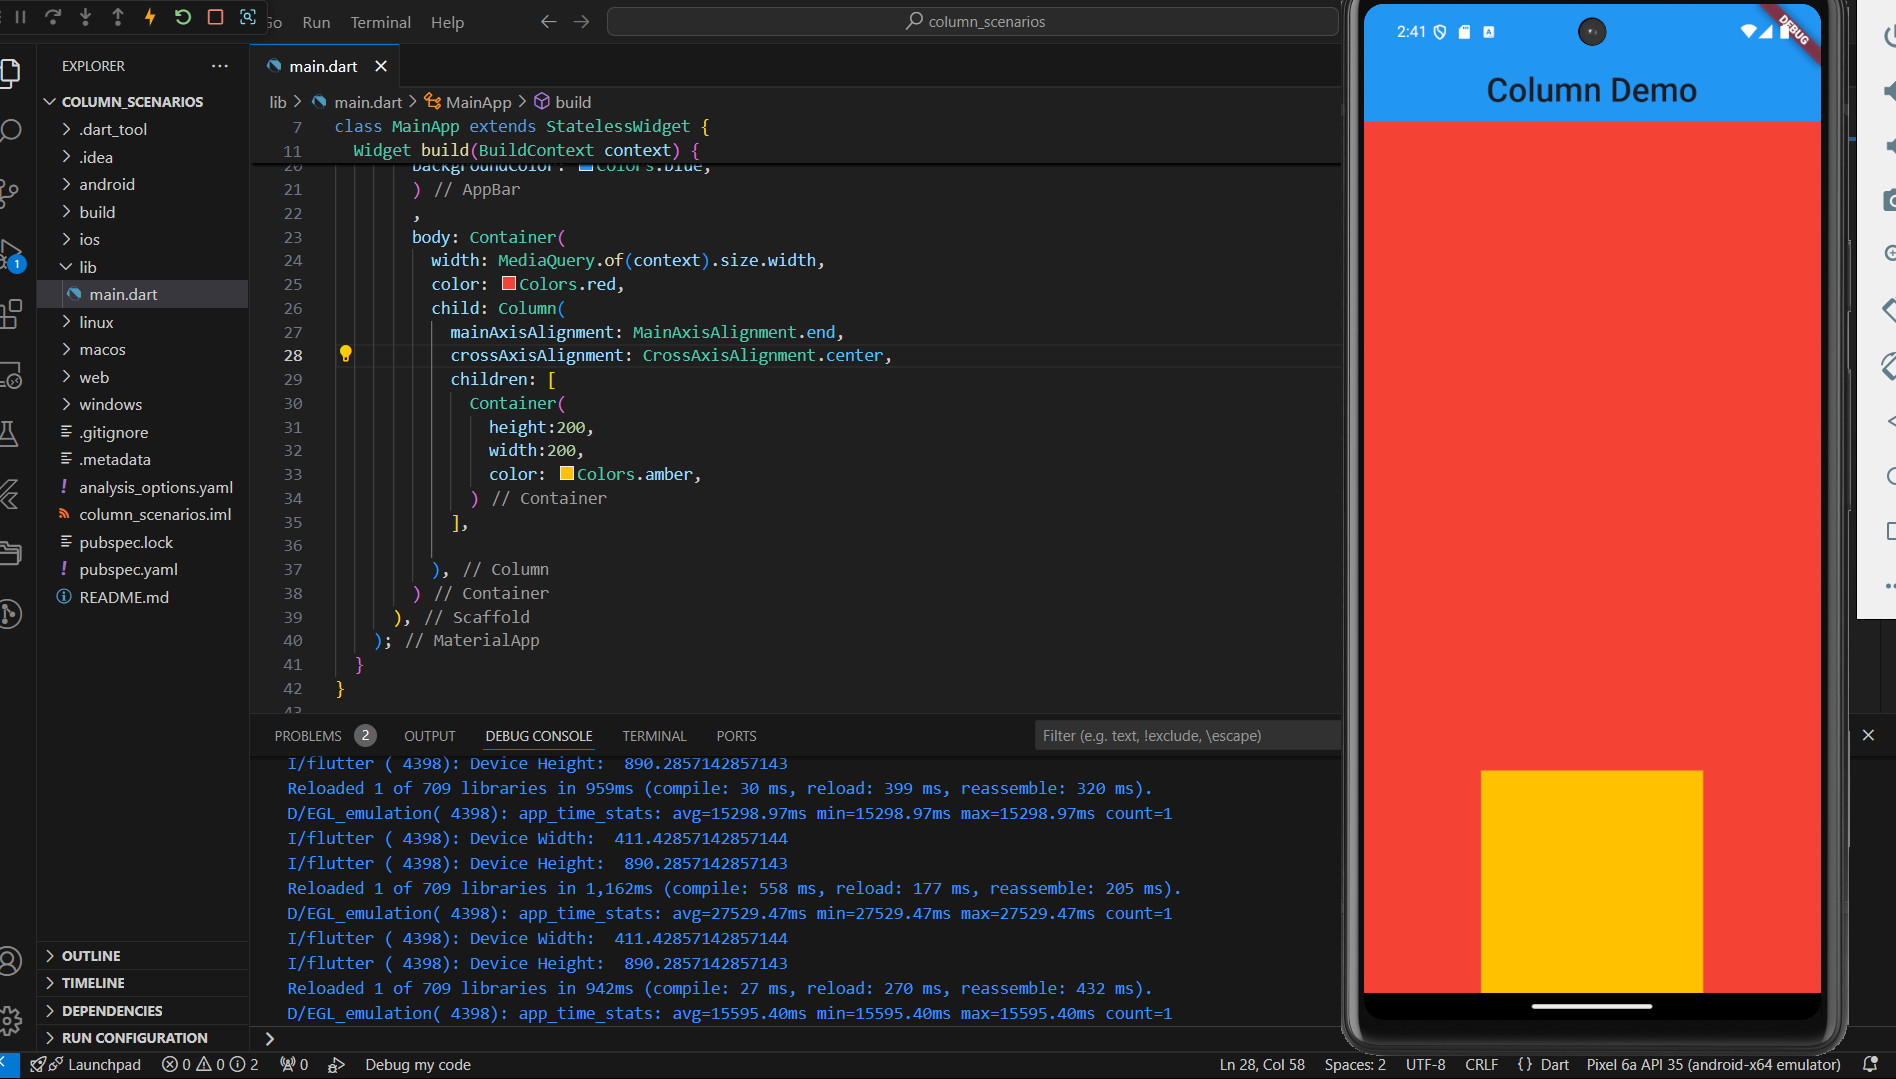 Go Run Terminal Help
column_scenarios
EXPLORER
COLUMN_SCENARIOS
.dart_tool
.idea
android
build
ios
lib
main.dart
linux
macos
web
windows
.gitignore
.metadata
! analysis_options.yaml
column_scenarios.iml
pubspec.lock
! pubspec.yaml
README.md
1
OUTLINE
TIMELINE
DEPENDENCIES
RUN CONFIGURATION
main.dart
lib > main.dart > MainApp > build
7 class MainApp extends StatelessWidget {
11 Widget build(BuildContext context) {
20 backgroundColor: Colors.blue,
21 ) // AppBar
22 ,
23 body: Container(
24 width: MediaQuery.of(context).size.width,
25 color: Colors.red,
26 child: Column(
27 mainAxisAlignment: MainAxisAlignment.end,
28 crossAxisAlignment: CrossAxisAlignment.center,
29 children: [
30 Container(
31 height:200,
32 width:200,
33 color: Colors.amber,
34 ) // Container
35 ],
36
37 ), // Column
38 ) // Container
39 ), // Scaffold
40 ); // MaterialApp
41 }
42 }
43
PROBLEMS 2 OUTPUT DEBUG CONSOLE TERMINAL PORTS
Filter (e.g. text, !exclude, \escape)
I/flutter ( 4398): Device Height:  890.2857142857143
Reloaded 1 of 709 libraries in 959ms (compile: 30 ms, reload: 399 ms, reassemble: 320 ms).
D/EGL_emulation( 4398): app_time_stats: avg=15298.97ms min=15298.97ms max=15298.97ms count=1
I/flutter ( 4398): Device Width:  411.42857142857144
I/flutter ( 4398): Device Height:  890.2857142857143
Reloaded 1 of 709 libraries in 1,162ms (compile: 558 ms, reload: 177 ms, reassemble: 205 ms).
D/EGL_emulation( 4398): app_time_stats: avg=27529.47ms min=27529.47ms max=27529.47ms count=1
I/flutter ( 4398): Device Width:  411.42857142857144
I/flutter ( 4398): Device Height:  890.2857142857143
Reloaded 1 of 709 libraries in 942ms (compile: 27 ms, reload: 270 ms, reassemble: 432 ms).
D/EGL_emulation( 4398): app_time_stats: avg=15595.40ms min=15595.40ms max=15595.40ms count=1
2:41
DEBUG
Column Demo
Launchpad 0 0 2 0 Debug my code
Ln 28, Col 58 Spaces: 2 UTF-8 CRLF {} Dart Pixel 6a API 35 (android-x64 emulator)